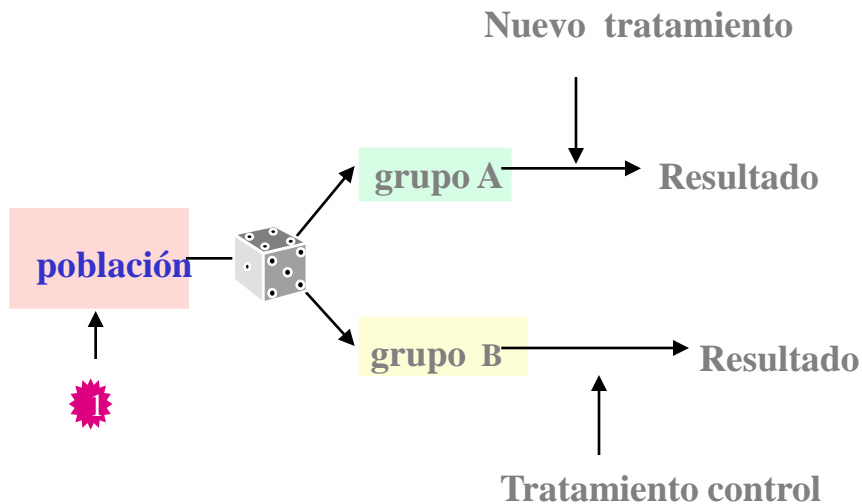 Nuevo tratamiento
grupo A
Resultado
población
grupo B
Resultado
1
Tratamiento control